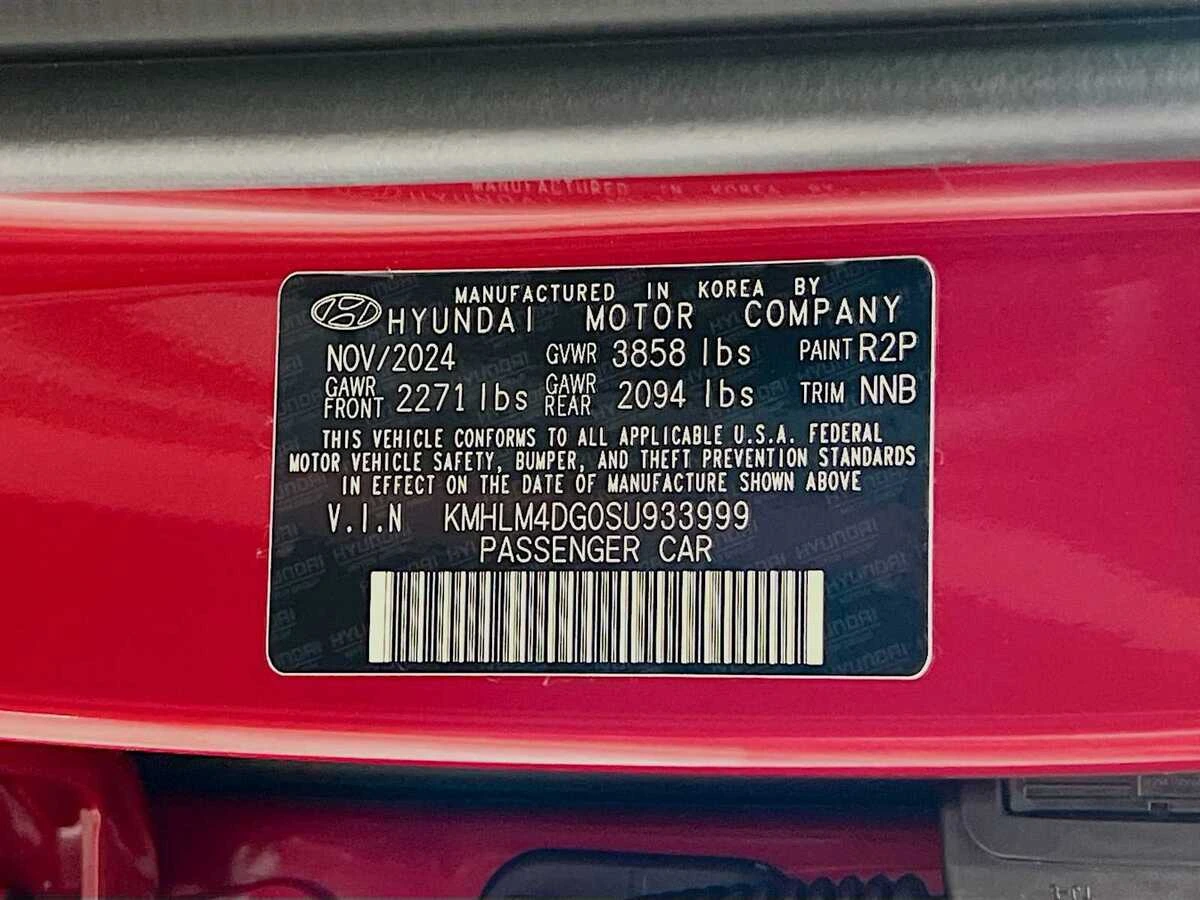 MANUFACTURED IN KOREA BY
HYUNDAI MOTOR COMPANY
NOV/2024 GVWR 3858 lbs PAINT R2P
GAWR FRONT 2271 lbs GAWR REAR 2094 lbs TRIM NNB
THIS VEHICLE CONFORMS TO ALL APPLICABLE U.S.A. FEDERAL
MOTOR VEHICLE SAFETY, BUMPER, AND THEFT PREVENTION STANDARDS
IN EFFECT ON THE DATE OF MANUFACTURE SHOWN ABOVE
V.I.N KMHLM4DG0SU933999
PASSENGER CAR